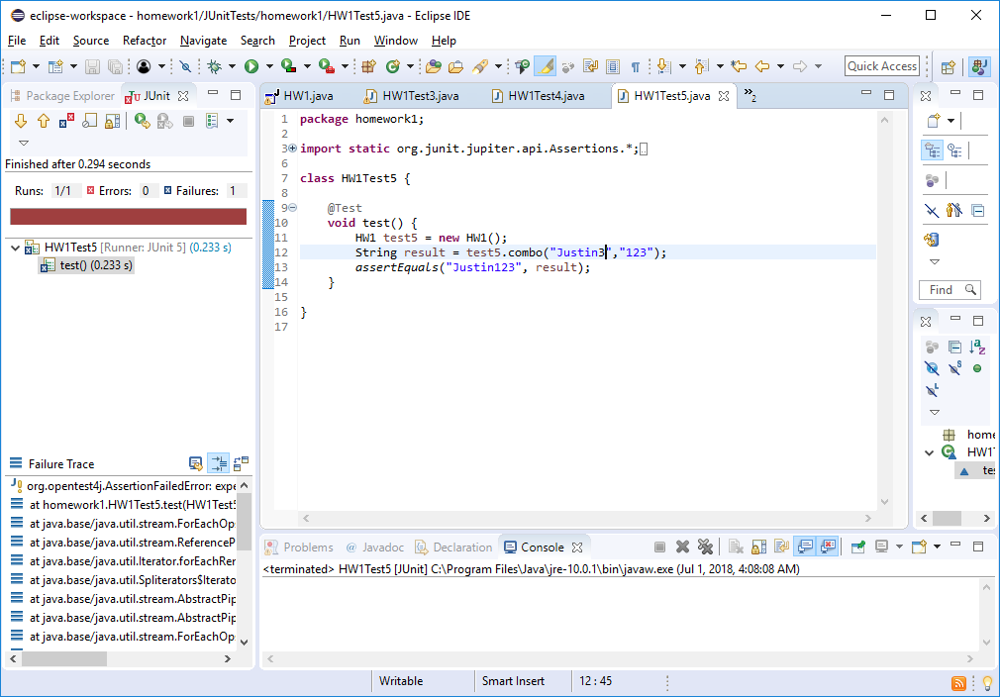 eclipse-workspace - homework1/JUnitTests/homework1/HW1Test5.java - Eclipse IDE
File Edit Source Refactor Navigate Search Project Run Window Help
Quick Access
Package Explorer JUnit
Finished after 0.294 seconds
Runs: 1/1 Errors: 0 Failures: 1
HW1Test5 [Runner: JUnit 5] (0.233 s)
test() (0.233 s)
Failure Trace
org.opentest4j.AssertionFailedError: expe
at homework1.HW1Test5.test(HW1Test5
at java.base/java.util.stream.ForEachOps
at java.base/java.util.stream.ReferenceP
at java.base/java.util.Iterator.forEachRer
at java.base/java.util.Spliterators$Iterato
at java.base/java.util.stream.AbstractPip
at java.base/java.util.stream.AbstractPip
at java.base/java.util.stream.ForEachOps
HW1.java HW1Test3.java HW1Test4.java HW1Test5.java 2
1 package homework1;
2
3 import static org.junit.jupiter.api.Assertions.*;
6
7 class HW1Test5 {
8
9 @Test
10 void test() {
11 HW1 test5 = new HW1();
12 String result = test5.combo("Justin3","123");
13 assertEquals("Justin123", result);
14 }
15
16 }
17
Find
home
HW1T
tes
Problems @ Javadoc Declaration Console
<terminated> HW1Test5 [JUnit] C:\Program Files\Java\jre-10.0.1\bin\javaw.exe (Jul 1, 2018, 4:08:08 AM)
Writable Smart Insert 12 : 45